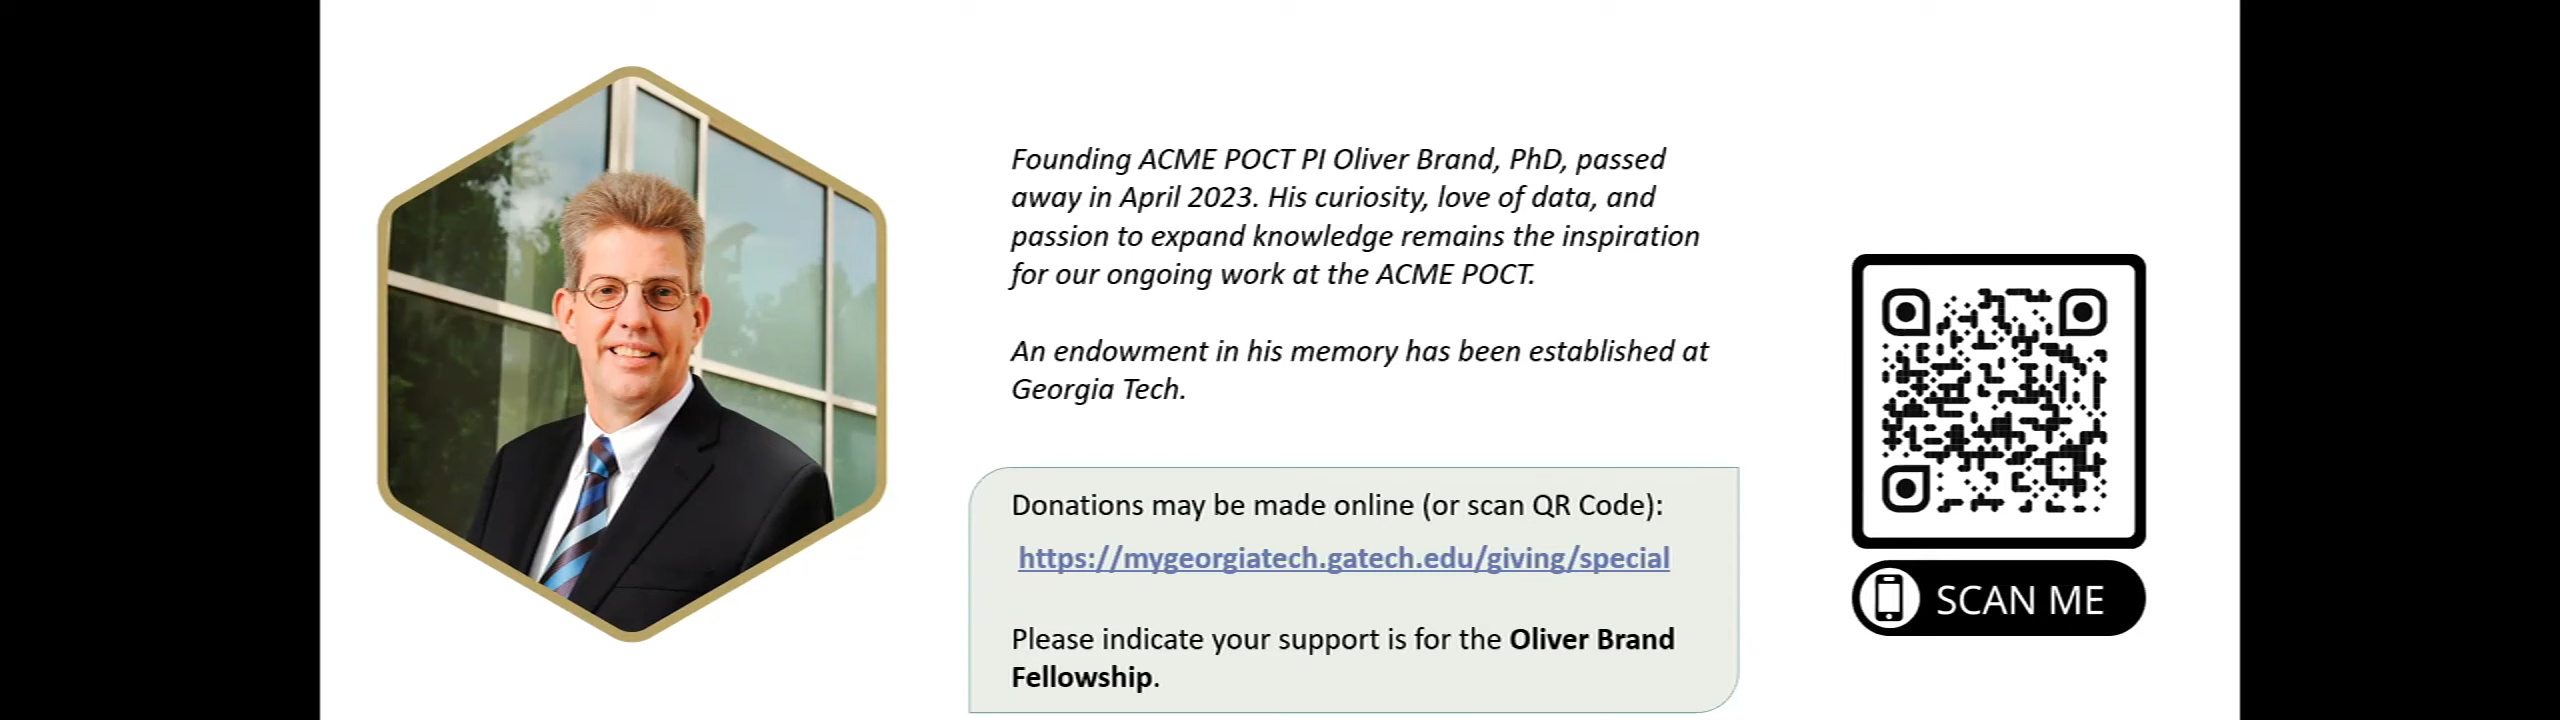 Founding ACME POCT PI Oliver Brand, PhD, passed
away in April 2023. His curiosity, love of data, and
passion to expand knowledge remains the inspiration
for our ongoing work at the ACME POCT.
An endowment in his memory has been established at
Georgia Tech.
Donations may be made online (or scan QR Code):
https://mygeorgiatech.gatech.edu/giving/special
Please indicate your support is for the Oliver Brand
Fellowship.
SCAN ME